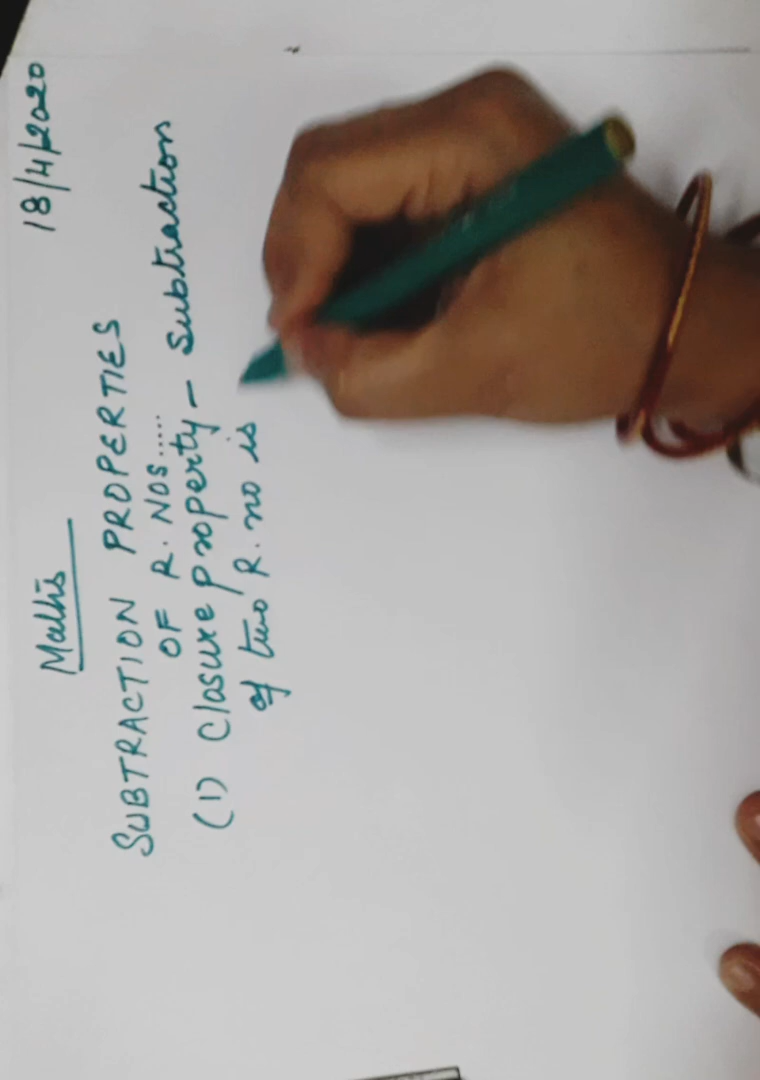 18/4/2020
Maths
SUBTRACTION PROPERTIES
OF R. NOS.....
(1) Closure property - subtraction
of two R. no is